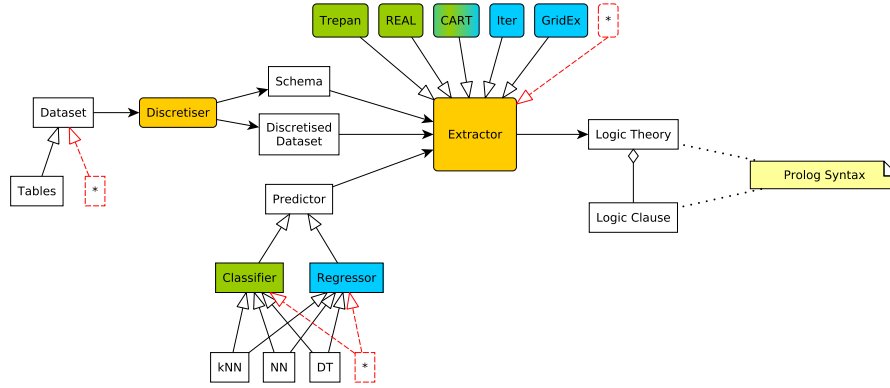 Trepan
REAL
CART
Iter
GridEx
*
Schema
Dataset
Discretiser
Discretised
Dataset
Extractor
Logic Theory
Tables
*
Predictor
Prolog Syntax
Logic Clause
Classifier
Regressor
kNN
NN
DT
*